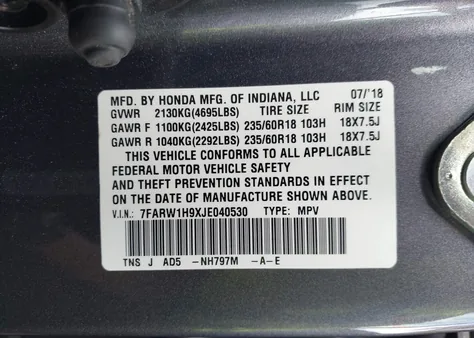 MFD. BY HONDA MFG. OF INDIANA, LLC 07/'18
GVWR 2130KG(4695LBS) TIRE SIZE RIM SIZE
GAWR F 1100KG(2425LBS) 235/60R18 103H 18X7.5J
GAWR R 1040KG(2292LBS) 235/60R18 103H 18X7.5J
THIS VEHICLE CONFORMS TO ALL APPLICABLE
FEDERAL MOTOR VEHICLE SAFETY
AND THEFT PREVENTION STANDARDS IN EFFECT
ON THE DATE OF MANUFACTURE SHOWN ABOVE.
V.I.N.: 7FARW1H9XJE040530 TYPE: MPV
TNS J AD5 -NH797M -A-E